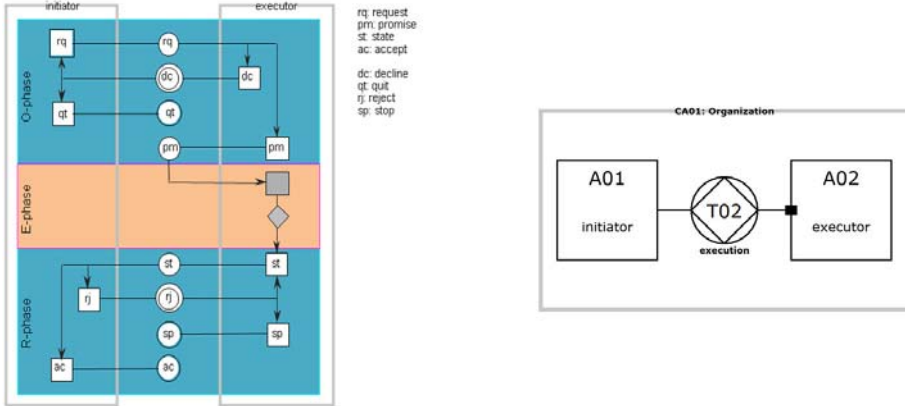 initiator
executor
rq
rq
dc
dc
qt
qt
pm
pm
O-phase
E-phase
st
st
rj
rj
sp
sp
ac
ac
R-phase
rq: request
pm: promise
st: state
ac: accept
dc: decline
qt: quit
rj: reject
sp: stop
CA01: Organization
A01
initiator
T02
execution
A02
executor